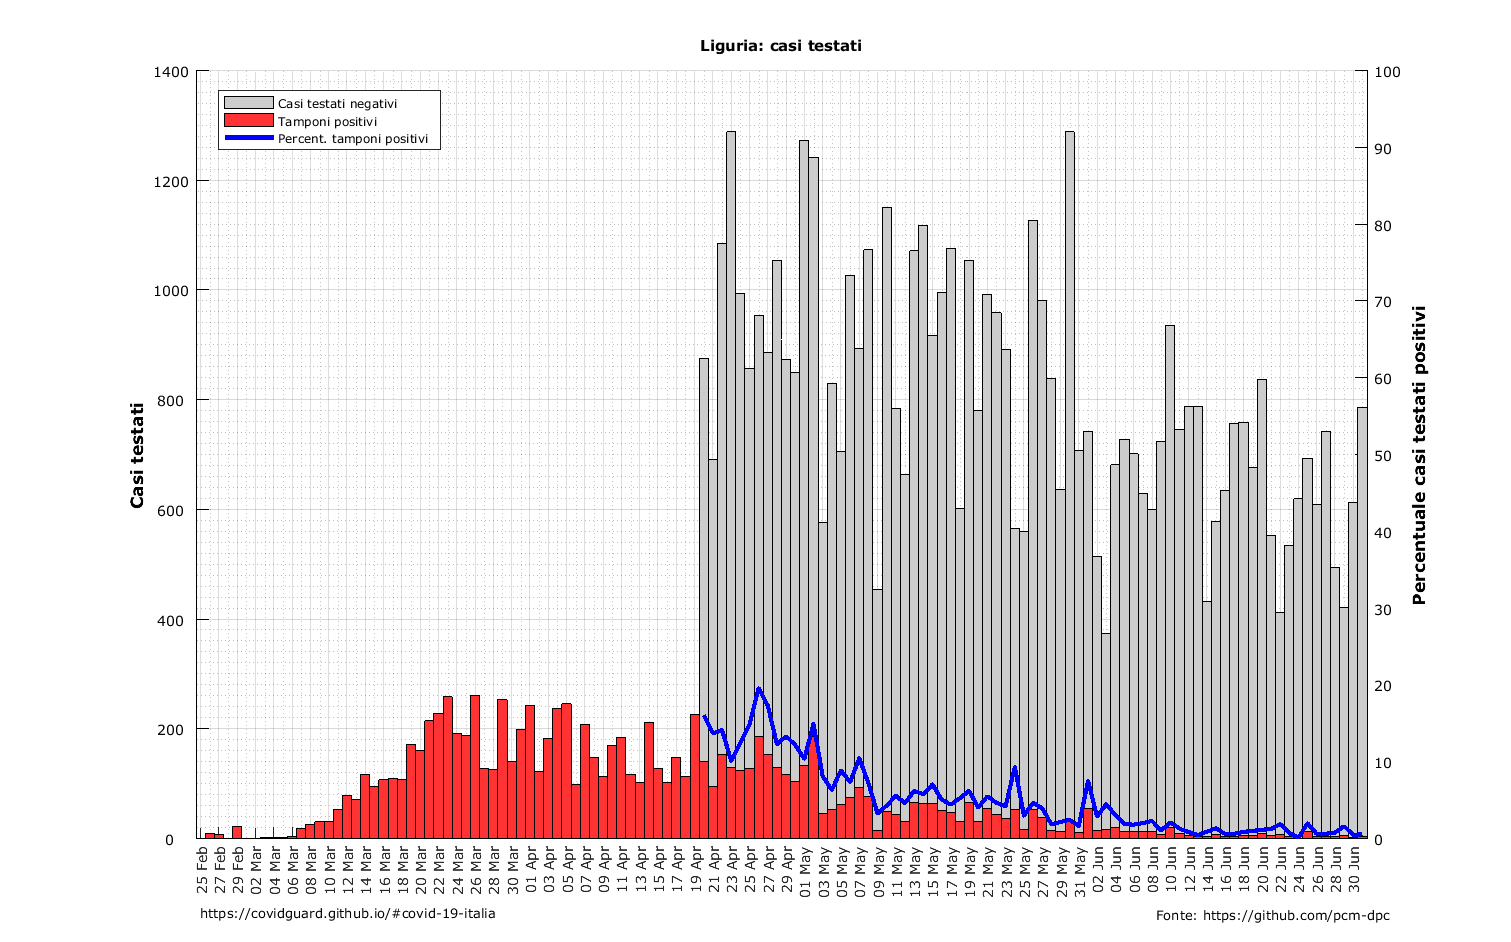 Liguria: casi testati
Casi testati negativi
Tamponi positivi
Percent. tamponi positivi
Casi testati
1400
1200
1000
800
600
400
200
0
100
90
80
70
60
50
40
30
20
10
0
Percentuale casi testati positivi
25 Feb
27 Feb
29 Feb
02 Mar
04 Mar
06 Mar
08 Mar
10 Mar
12 Mar
14 Mar
16 Mar
18 Mar
20 Mar
22 Mar
24 Mar
26 Mar
28 Mar
30 Mar
01 Apr
03 Apr
05 Apr
07 Apr
09 Apr
11 Apr
13 Apr
15 Apr
17 Apr
19 Apr
21 Apr
23 Apr
25 Apr
27 Apr
29 Apr
01 May
03 May
05 May
07 May
09 May
11 May
13 May
15 May
17 May
19 May
21 May
23 May
25 May
27 May
29 May
31 May
02 Jun
04 Jun
06 Jun
08 Jun
10 Jun
12 Jun
14 Jun
16 Jun
18 Jun
20 Jun
22 Jun
24 Jun
26 Jun
28 Jun
30 Jun
https://covidguard.github.io/#covid-19-italia
Fonte: https://github.com/pcm-dpc